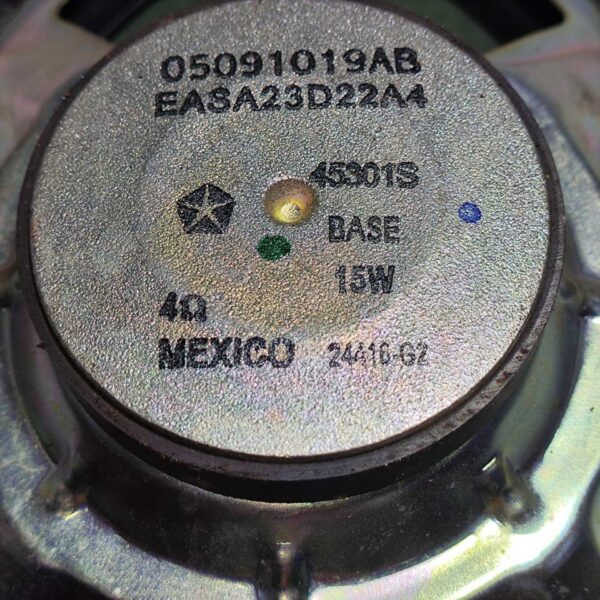 05091019AB
EASA23D22A4
45301S
BASE
15W
4Ω
MEXICO 24416-G2